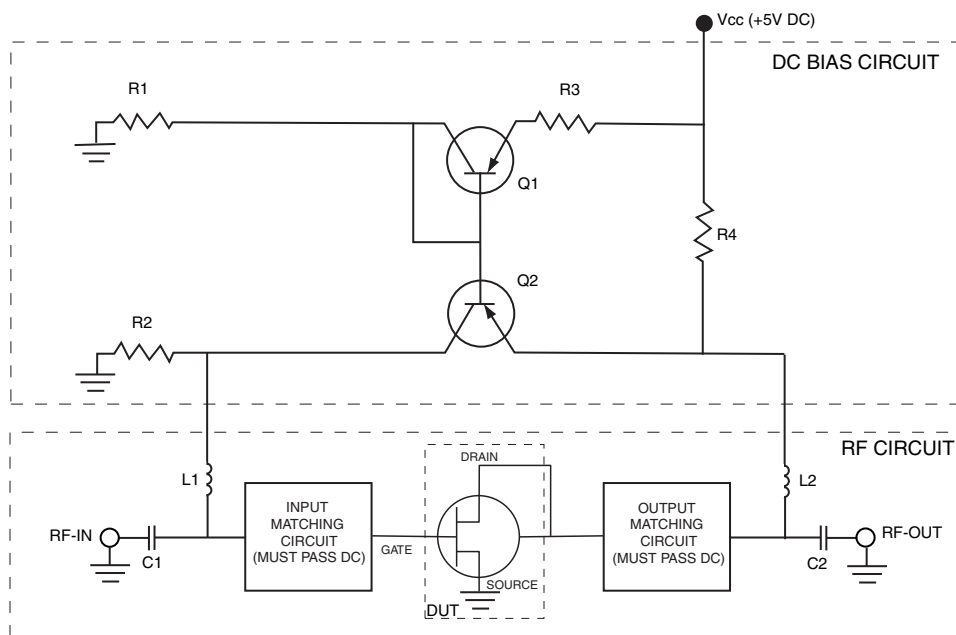 Vcc (+5V DC)
DC BIAS CIRCUIT
R1
R3
Q1
R4
Q2
R2
RF CIRCUIT
DRAIN
L1
L2
INPUT
MATCHING
CIRCUIT
(MUST PASS DC)
OUTPUT
MATCHING
CIRCUIT
(MUST PASS DC)
RF-IN
C1
GATE
SOURCE
DUT
C2
RF-OUT